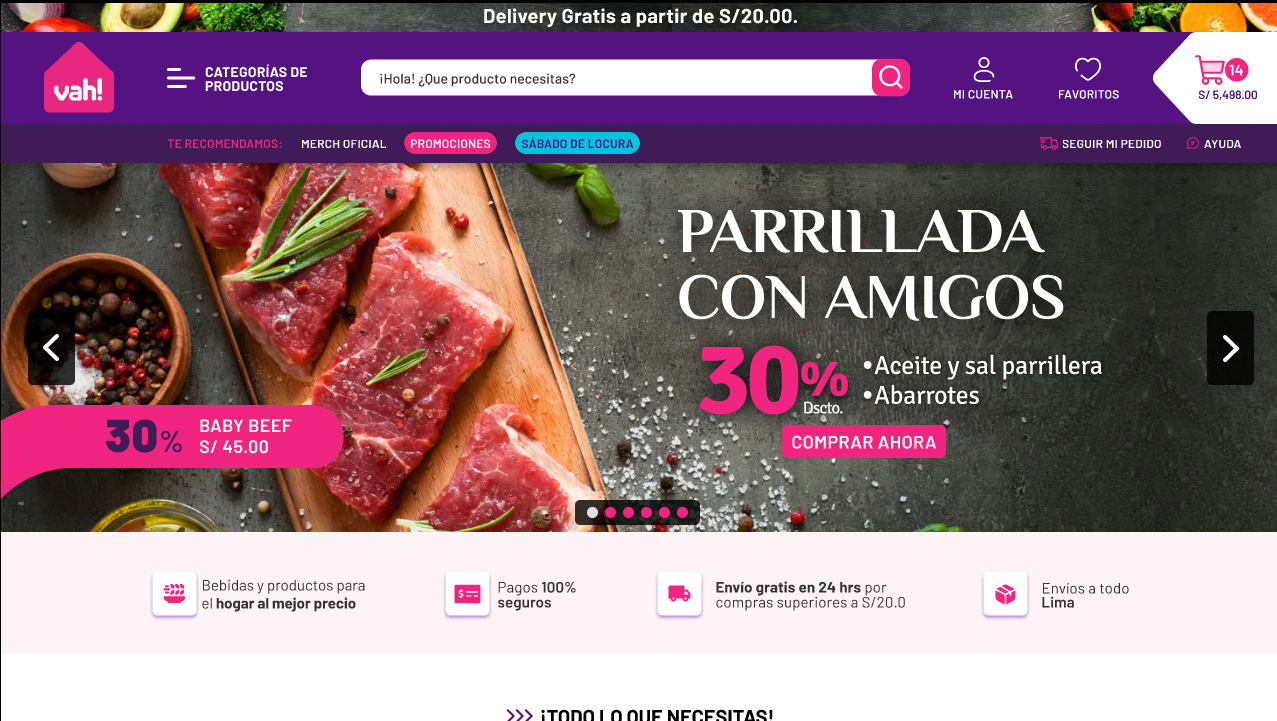 Delivery Gratis a partir de S/20.00.
vah!
CATEGORÍAS DE
PRODUCTOS
¡Hola! ¿Que producto necesitas?
MI CUENTA
FAVORITOS
14
S/ 5,498.00
TE RECOMENDAMOS:
MERCH OFICIAL
PROMOCIONES
SÁBADO DE LOCURA
SEGUIR MI PEDIDO
AYUDA
PARRILLADA
CON AMIGOS
30%
Dscto.
•Aceite y sal parrillera
•Abarrotes
COMPRAR AHORA
30%
BABY BEEF
S/ 45.00
Bebidas y productos para
el hogar al mejor precio
Pagos 100%
seguros
Envío gratis en 24 hrs por
compras superiores a S/20.0
Envíos a todo
Lima
¡TODO LO QUE NECESITAS!